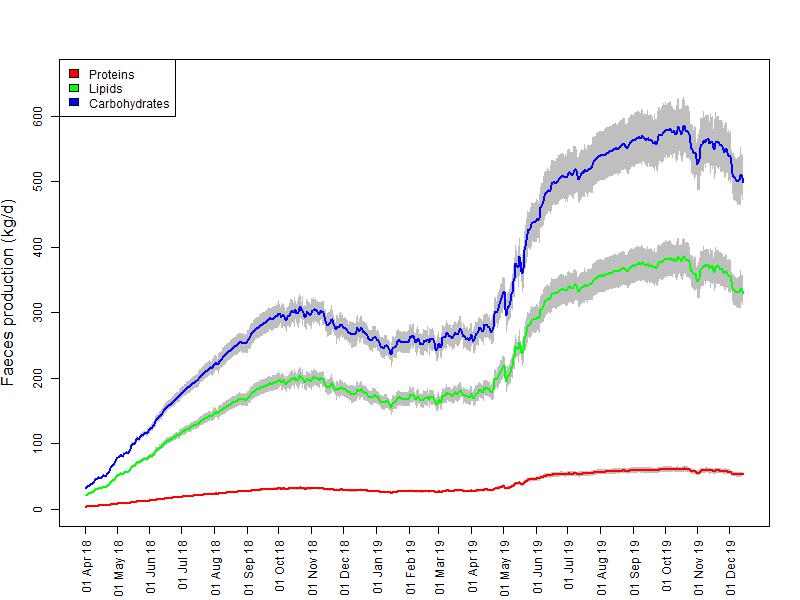 Proteins
Lipids
Carbohydrates
Faeces production (kg/d)
600
500
400
300
200
100
0
01 Apr 18
01 May 18
01 Jun 18
01 Jul 18
01 Aug 18
01 Sep 18
01 Oct 18
01 Nov 18
01 Dec 18
01 Jan 19
01 Feb 19
01 Mar 19
01 Apr 19
01 May 19
01 Jun 19
01 Jul 19
01 Aug 19
01 Sep 19
01 Oct 19
01 Nov 19
01 Dec 19